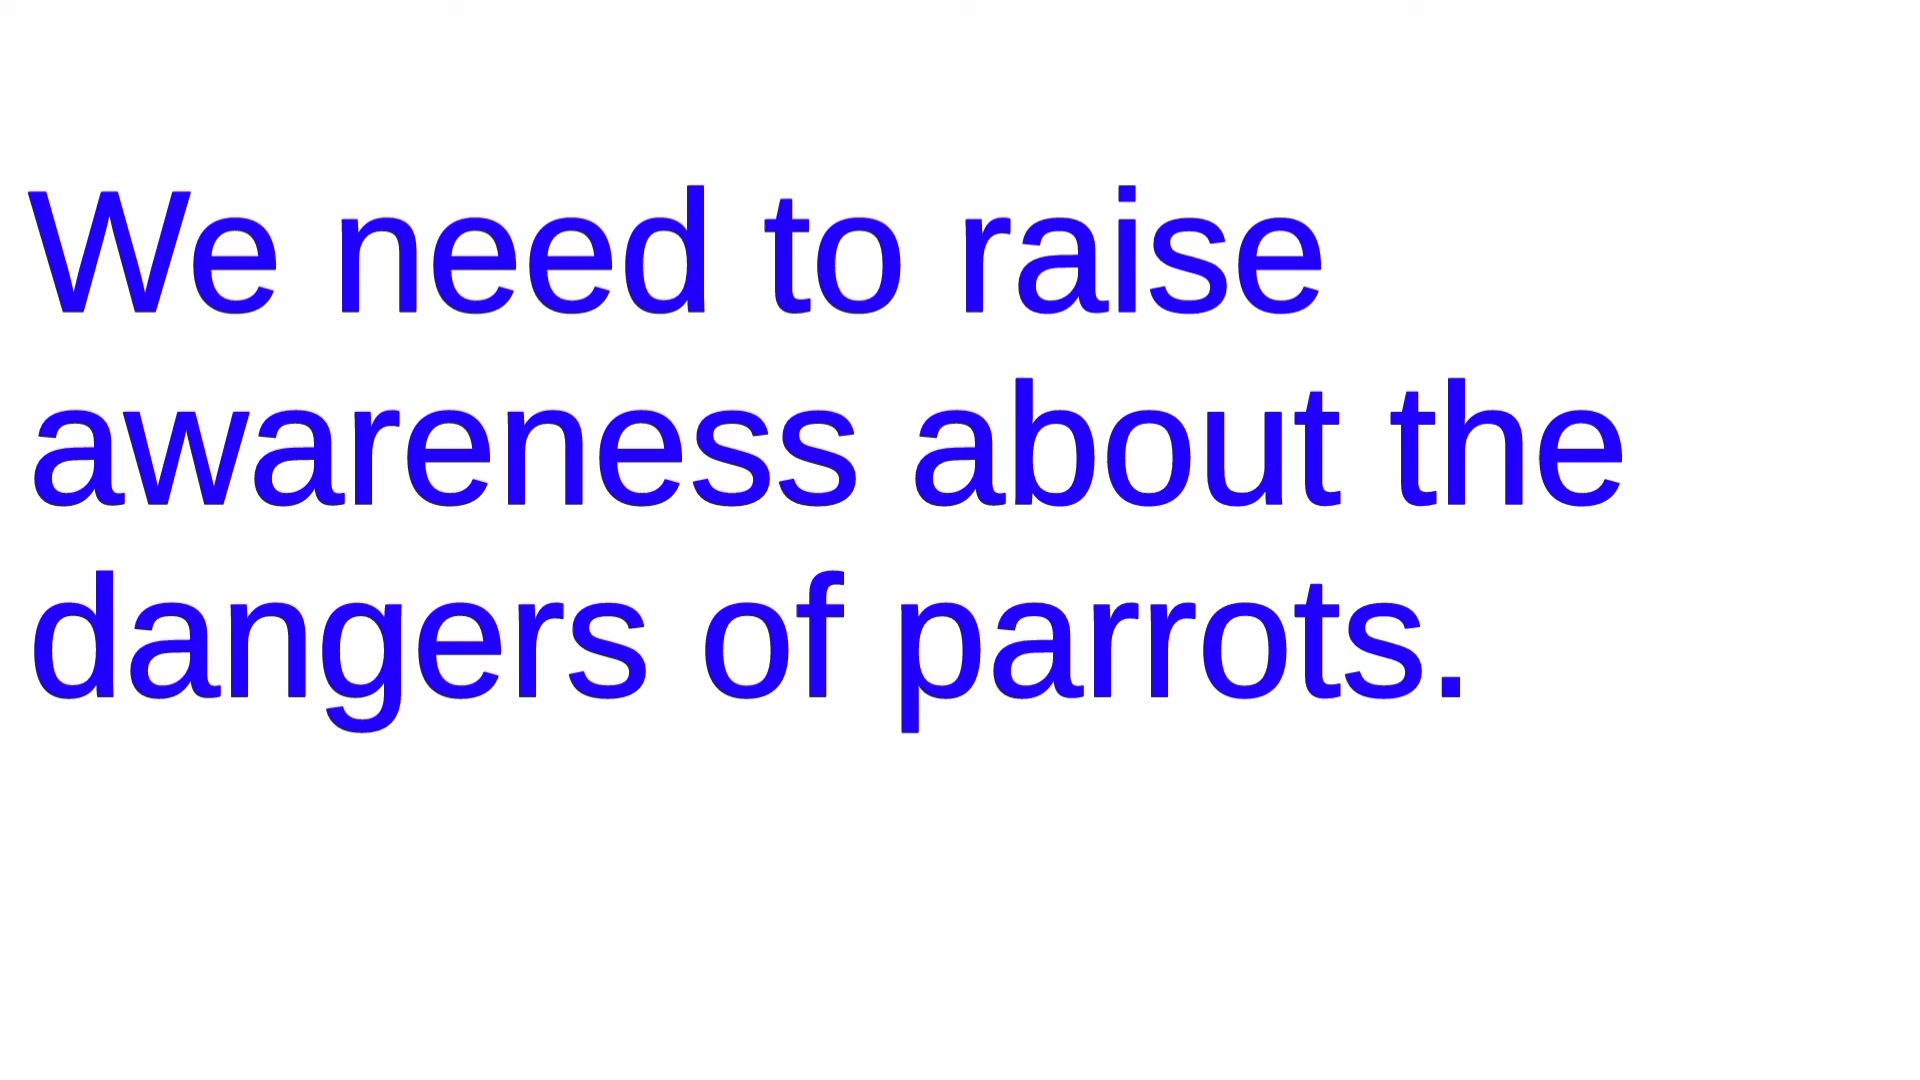 We need to raise
awareness about the
dangers of parrots.